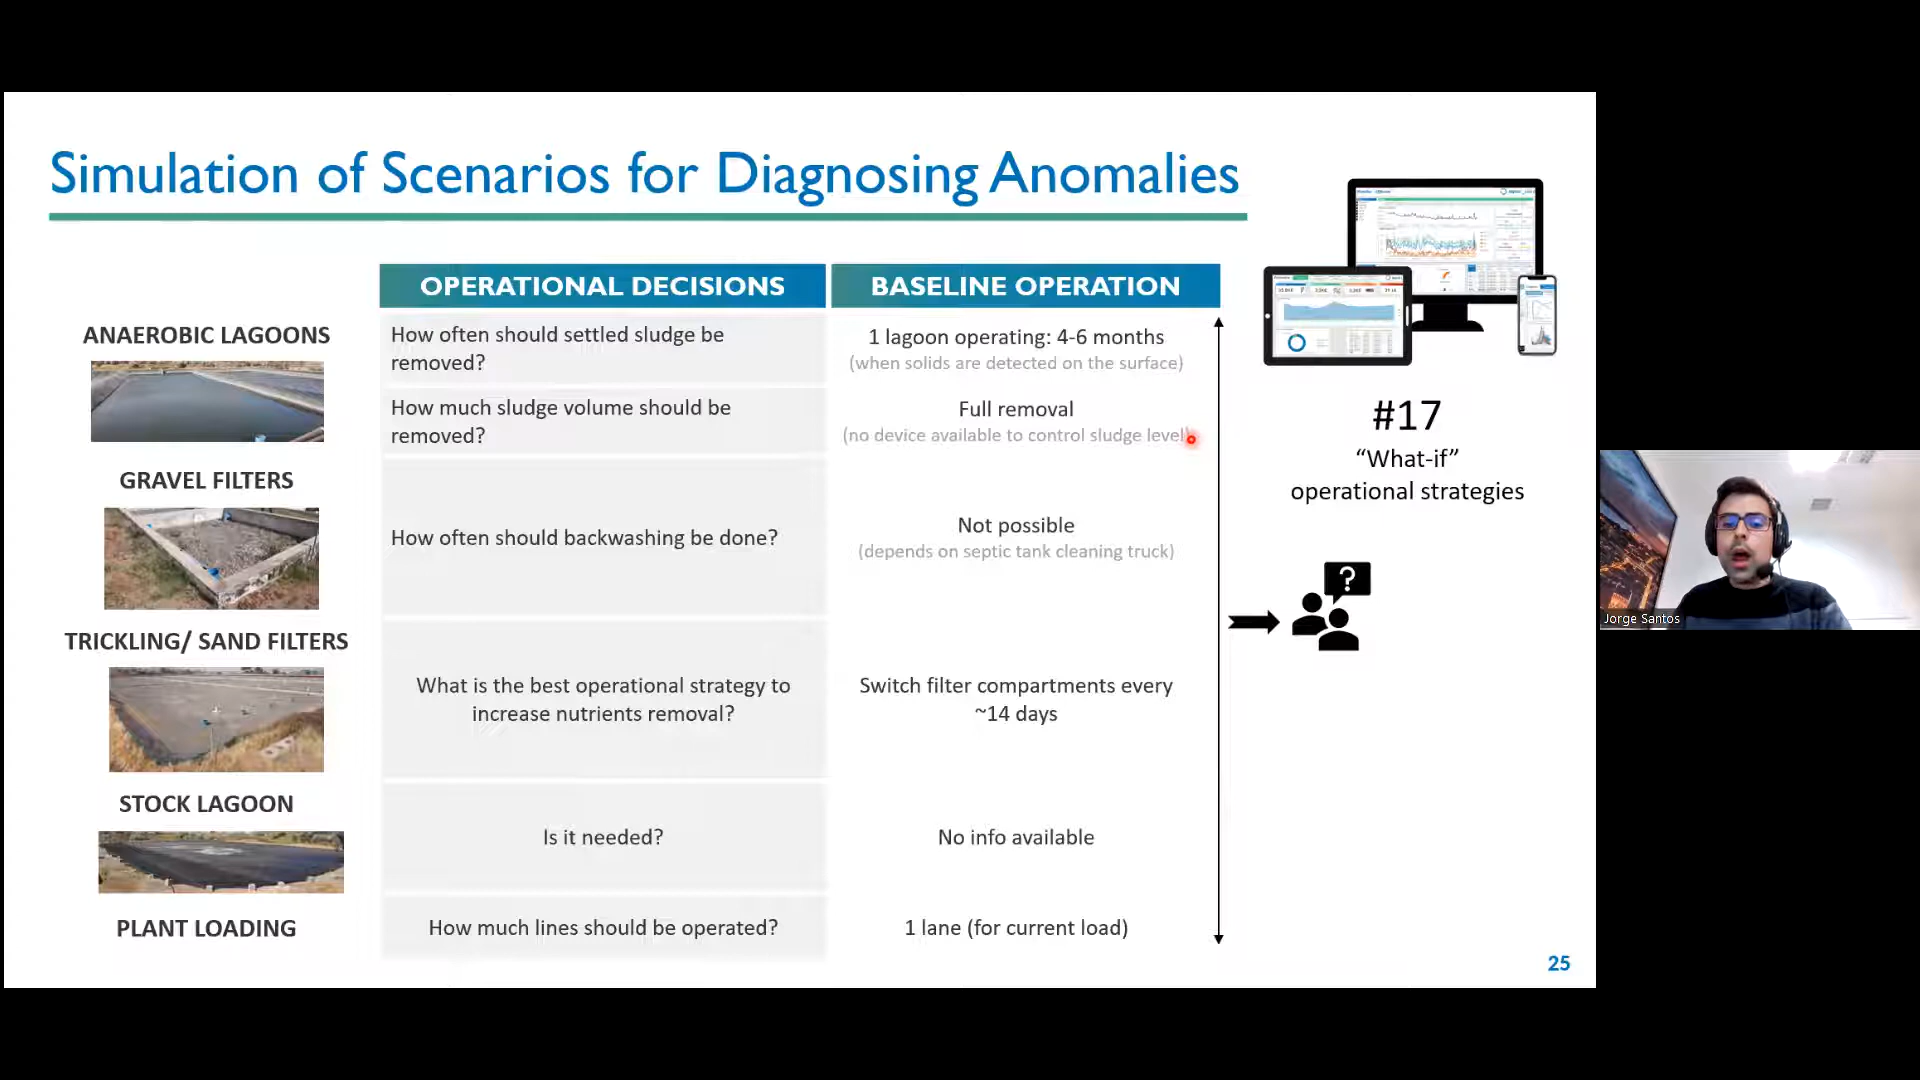 Simulation of Scenarios for Diagnosing Anomalies
OPERATIONAL DECISIONS
BASELINE OPERATION
ANAEROBIC LAGOONS
How often should settled sludge be
removed?
1 lagoon operating: 4-6 months
(when solids are detected on the surface)
How much sludge volume should be
removed?
Full removal
(no device available to control sludge level)
GRAVEL FILTERS
How often should backwashing be done?
Not possible
(depends on septic tank cleaning truck)
TRICKLING/ SAND FILTERS
What is the best operational strategy to
increase nutrients removal?
Switch filter compartments every
~14 days
STOCK LAGOON
Is it needed?
No info available
PLANT LOADING
How much lines should be operated?
1 lane (for current load)
#17
“What-if”
operational strategies
?
25
Jorge Santos